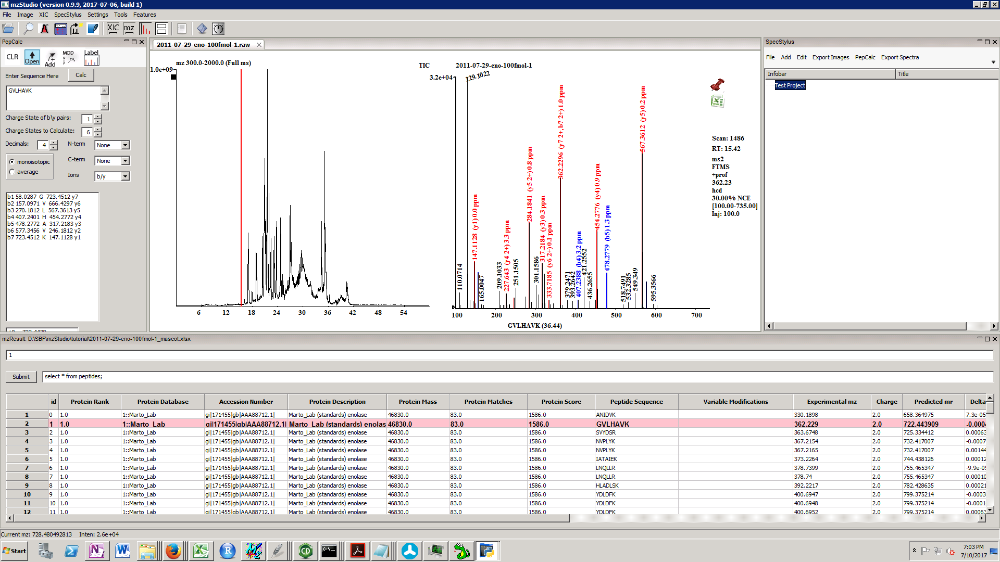 mzStudio (version 0.9.9, 2017-07-06, build 1)
File Image XIC SpecStylus Settings Tools Features
XIC mz
PepCalc
CLR Open Add MOD Label
Enter Sequence Here Calc
GVLHAVK
Charge State of b\y pairs: 1
Charge States to Calculate: 6
Decimals: 4 N-term None
monoisotopic C-term None
average Ions b/y
b1 58.0287 G 723.4512 y7
b2 157.0971 V 666.4297 y6
b3 270.1812 L 567.3613 y5
b4 407.2401 H 454.2772 y4
b5 478.2772 A 317.2183 y3
b6 577.3456 V 246.1812 y2
b7 723.4512 K 147.1128 y1
2011-07-29-eno-100fmol-1.raw
mz 300.0-2000.0 (Full ms) TIC
1.0e+09
6 12 18 24 30 36 42 48 54
2011-07-29-eno-100fmol-1
3.2e+04
129.1022
110.0714
147.1128 (y1) 0.0 ppm
165.0047
209.1033
227.643 (y4 2+) 3.3 ppm
251.1505
284.1841 (y5 2+) 0.8 ppm
301.1586
317.2184 (y3) 0.3 ppm
333.7185 (y6 2+) 0.1 ppm
362.2296 (y7 2+, b7 2+) 1.0 ppm
379.2471
393.2642
407.2388 (b4) 3.2 ppm
421.2552
436.2655
454.2776 (y4) 0.9 ppm
478.2779 (b5) 1.3 ppm
518.7491
532.3285
549.349
567.3612 (y5) 0.2 ppm
595.3566
100 200 300 400 500 600 700
GVLHAVK (36.44)
Scan: 1486
RT: 15.42
ms2
FTMS
+prof
362.23
hcd
30.00% NCE
[100.00-735.00]
Inj: 100.0
SpecStylus
File Add Edit Export Images PepCalc Export Spectra
Infobar Title
Test Project
mzResult: D:\SBF\mzStudio\tutorial\2011-07-29-eno-100fmol-1_mascot.xlsx
1
Submit select * from peptides;
id Protein Rank Protein Database Accession Number Protein Description Protein Mass Protein Matches Protein Score Peptide Sequence Variable Modifications Experimental mz Charge Predicted mr Delta
1 0 1.0 1::Marto_Lab gi|171455|gb|AAA88712.1| Marto_Lab (standards) enolase 46830.0 83.0 1586.0 ANIDVK 330.1898 2.0 658.364975 7.3e-05
2 1 1.0 1::Marto_Lab gi|171455|gb|AAA88712.1| Marto_Lab (standards) enolas 46830.0 83.0 1586.0 GVLHAVK 362.229 2.0 722.443909 -0.0004
3 2 1.0 1::Marto_Lab gi|171455|gb|AAA88712.1| Marto_Lab (standards) enolase 46830.0 83.0 1586.0 SVYDSR 363.6748 2.0 725.334412 0.00063
4 3 1.0 1::Marto_Lab gi|171455|gb|AAA88712.1| Marto_Lab (standards) enolase 46830.0 83.0 1586.0 NVPLYK 367.2154 2.0 732.417007 -0.0007
5 4 1.0 1::Marto_Lab gi|171455|gb|AAA88712.1| Marto_Lab (standards) enolase 46830.0 83.0 1586.0 NVPLYK 367.2165 2.0 732.417007 0.00144
6 5 1.0 1::Marto_Lab gi|171455|gb|AAA88712.1| Marto_Lab (standards) enolase 46830.0 83.0 1586.0 IATAIEK 373.2264 2.0 744.438126 0.00012
7 6 1.0 1::Marto_Lab gi|171455|gb|AAA88712.1| Marto_Lab (standards) enolase 46830.0 83.0 1586.0 LNQLLR 378.7399 2.0 755.465347 -9.9e-05
8 7 1.0 1::Marto_Lab gi|171455|gb|AAA88712.1| Marto_Lab (standards) enolase 46830.0 83.0 1586.0 LNQLLR 378.74 2.0 755.465347 0.00010
9 8 1.0 1::Marto_Lab gi|171455|gb|AAA88712.1| Marto_Lab (standards) enolase 46830.0 83.0 1586.0 HLADLSK 392.2217 2.0 782.428635 0.00021
10 9 1.0 1::Marto_Lab gi|171455|gb|AAA88712.1| Marto_Lab (standards) enolase 46830.0 83.0 1586.0 YDLDFK 400.6947 2.0 799.375214 -0.0003
11 10 1.0 1::Marto_Lab gi|171455|gb|AAA88712.1| Marto_Lab (standards) enolase 46830.0 83.0 1586.0 YDLDFK 400.6948 2.0 799.375214 -0.0001
12 11 1.0 1::Marto_Lab gi|171455|gb|AAA88712.1| Marto_Lab (standards) enolase 46830.0 83.0 1586.0 YDLDFK 400.6952 2.0 799.375214 0.00063
Current mz: 728.480492813 Inten: 2.6e+04
Start
7:03 PM
7/10/2017